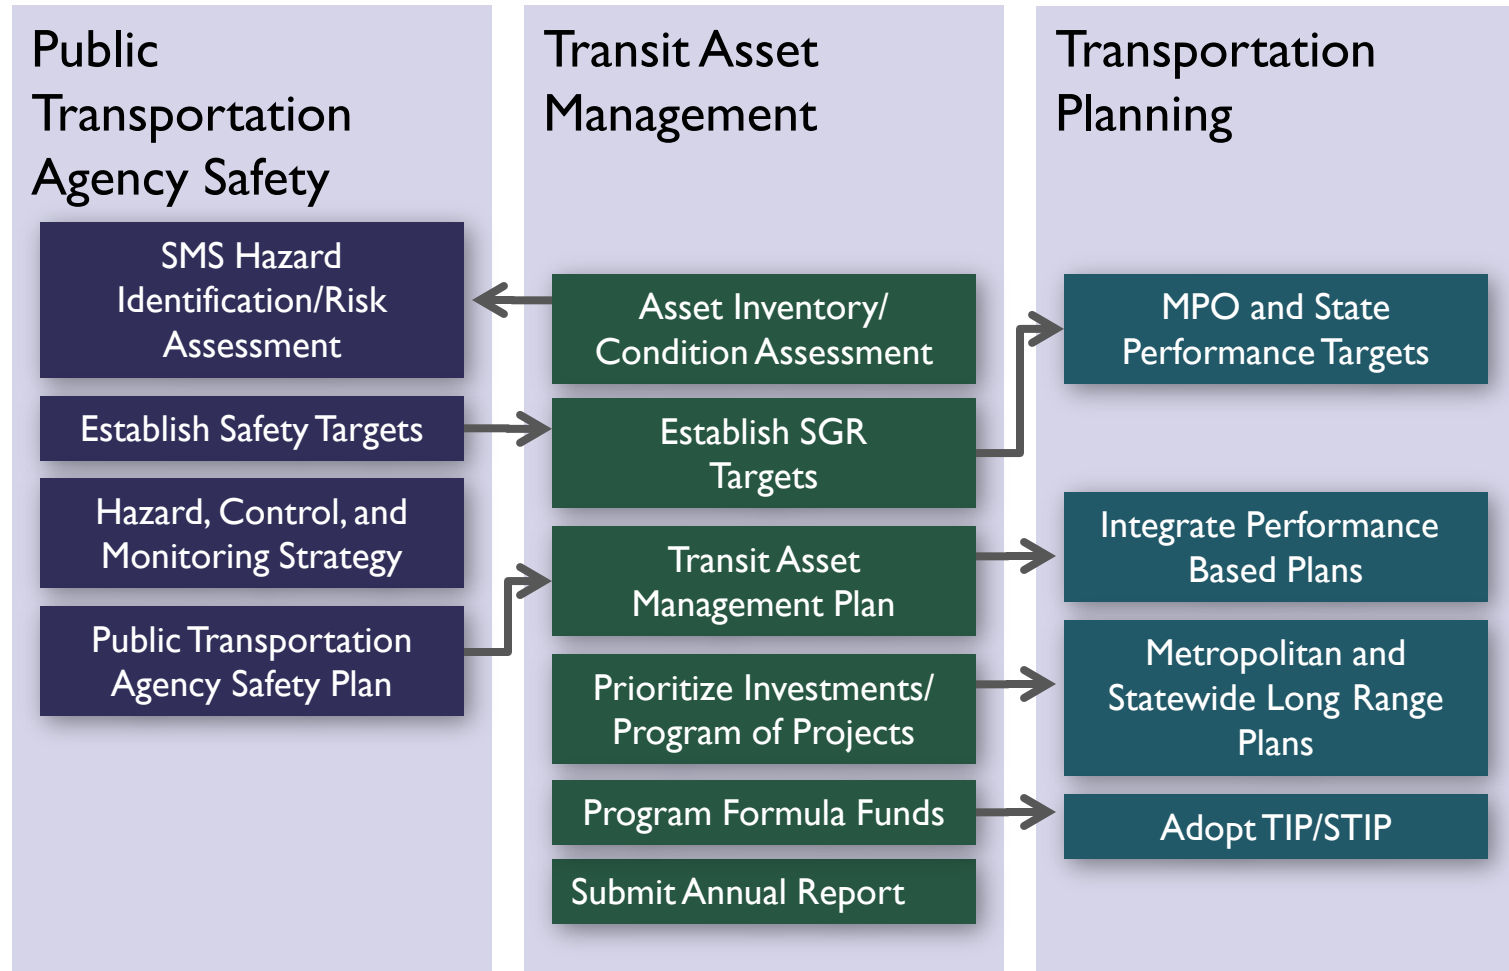 Public
Transportation
Agency Safety
SMS Hazard
Identification/Risk
Assessment
Establish Safety Targets
Hazard, Control, and
Monitoring Strategy
Public Transportation
Agency Safety Plan
Transit Asset
Management
Asset Inventory/
Condition Assessment
Establish SGR
Targets
Transit Asset
Management Plan
Prioritize Investments/
Program of Projects
Program Formula Funds
Submit Annual Report
Transportation
Planning
MPO and State
Performance Targets
Integrate Performance
Based Plans
Metropolitan and
Statewide Long Range
Plans
Adopt TIP/STIP